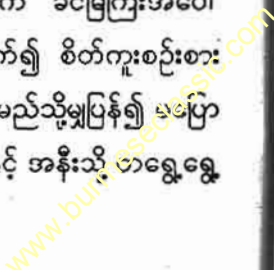 က ခင်မြကြီးအပေါ်
က်၍ စိတ်ကူးစဉ်းစား
မည်သို့မျှပြန်၍ မပြော
င့် အနီးသို့ တရွေ့ရွေ့
www.burmeseclassic.com